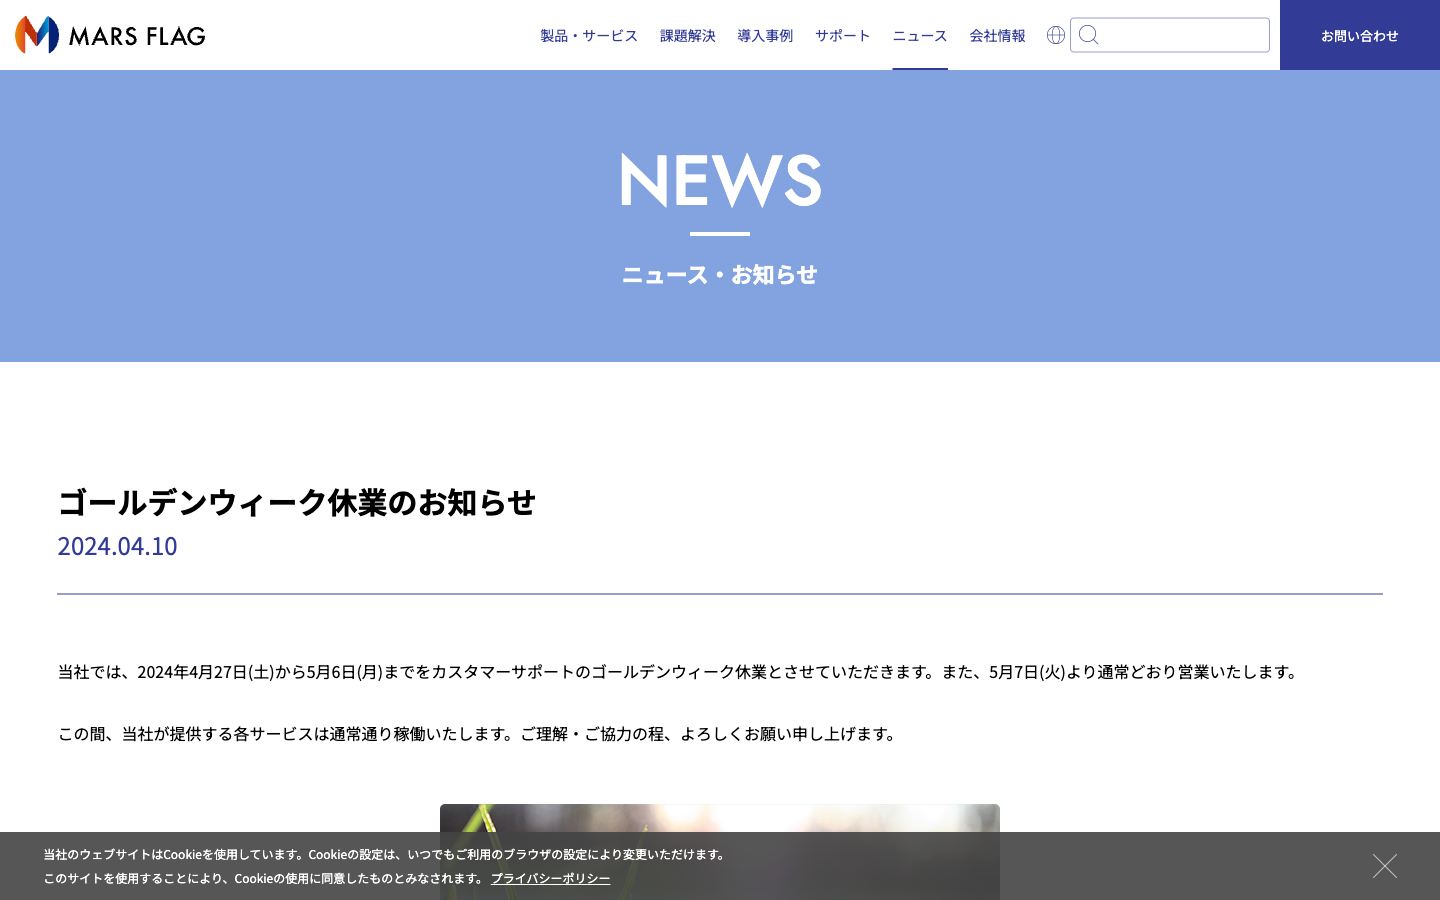 MARS FLAG
製品・サービス
課題解決
導入事例
サポート
ニュース
会社情報
お問い合わせ
NEWS
ニュース・お知らせ
ゴールデンウィーク休業のお知らせ
2024.04.10
当社では、2024年4月27日(土)から5月6日(月)までをカスタマーサポートのゴールデンウィーク休業とさせていただきます。また、5月7日(火)より通常どおり営業いたします。
この間、当社が提供する各サービスは通常通り稼働いたします。ご理解・ご協力の程、よろしくお願い申し上げます。
当社のウェブサイトはCookieを使用しています。Cookieの設定は、いつでもご利用のブラウザの設定により変更いただけます。
このサイトを使用することにより、Cookieの使用に同意したものとみなされます。 プライバシーポリシー